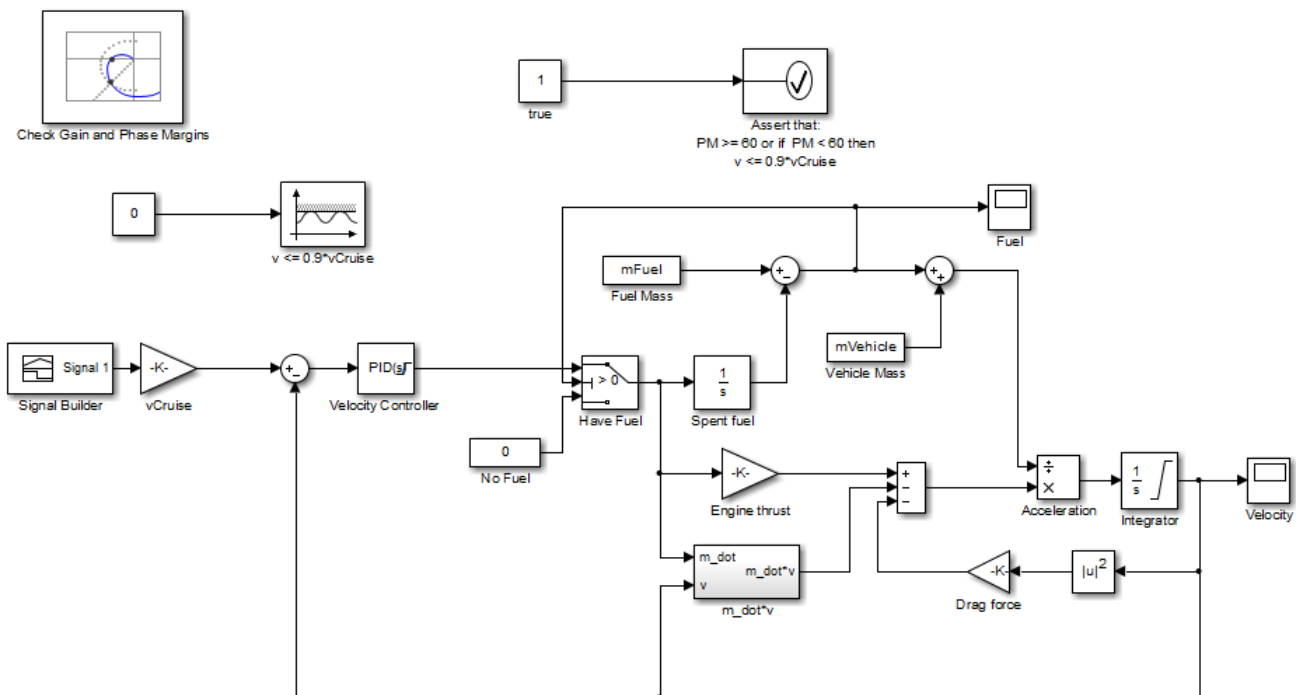 Check Gain and Phase Margins
1
true
Assert that:
PM >= 60 or if PM < 60 then
v <= 0.9*vCruise
0
v <= 0.9*vCruise
Fuel
mFuel
Fuel Mass
+
−
+
+
mVehicle
Vehicle Mass
Signal 1
Signal Builder
-K-
vCruise
+
−
PID(s)
Velocity Controller
> 0
Have Fuel
1
s
Spent fuel
0
No Fuel
-K-
Engine thrust
+
−
−
÷
×
Acceleration
1
s
Integrator
Velocity
m_dot
v
m_dot*v
m_dot*v
-K-
Drag force
|u|²